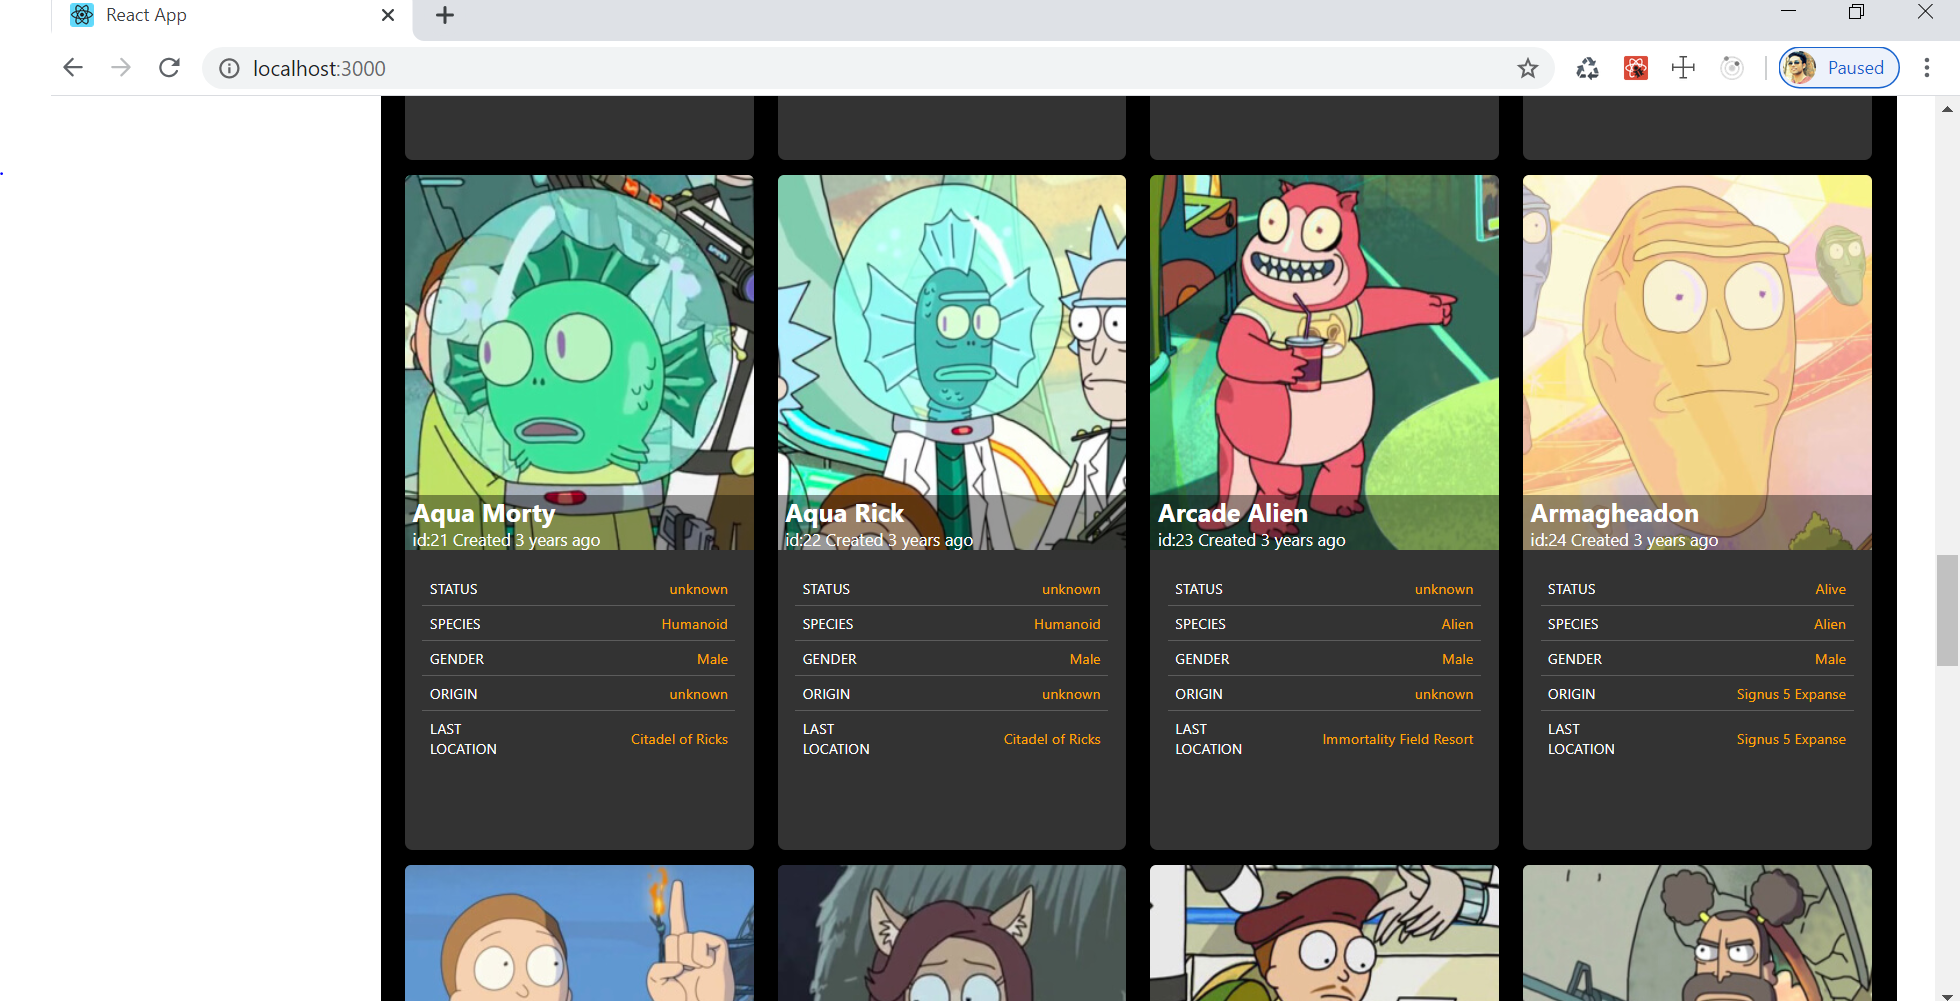 React App
localhost:3000
Paused
Aqua Morty
id:21 Created 3 years ago
STATUS unknown
SPECIES Humanoid
GENDER Male
ORIGIN unknown
LAST LOCATION Citadel of Ricks
Aqua Rick
id:22 Created 3 years ago
STATUS unknown
SPECIES Humanoid
GENDER Male
ORIGIN unknown
LAST LOCATION Citadel of Ricks
Arcade Alien
id:23 Created 3 years ago
STATUS unknown
SPECIES Alien
GENDER Male
ORIGIN unknown
LAST LOCATION Immortality Field Resort
Armagheadon
id:24 Created 3 years ago
STATUS Alive
SPECIES Alien
GENDER Male
ORIGIN Signus 5 Expanse
LAST LOCATION Signus 5 Expanse